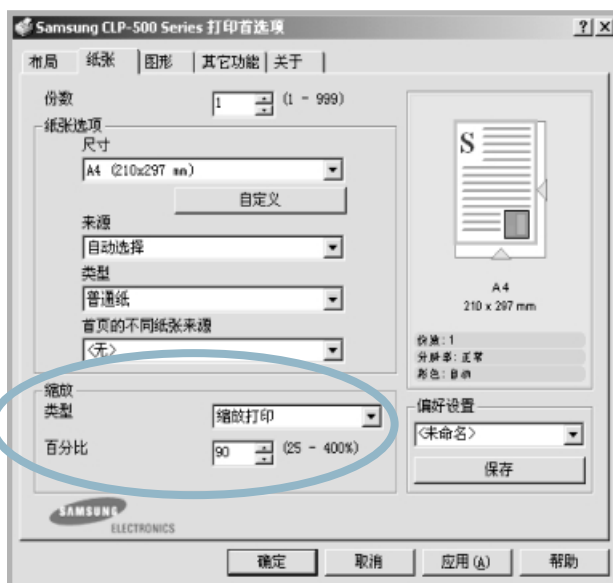 Samsung CLP-500 Series 打印首选项
布局 纸张 图形 其它功能 关于
份数 1 (1 - 999)
纸张选项
尺寸
A4 (210x297 mm)
自定义
来源
自动选择
类型
普通纸
首页的不同纸张来源
<无>
S
A4
210 x 297 mm
份数:1
分辨率:正常
彩色:自动
缩放
类型 缩放打印
百分比 90 (25 - 400%)
偏好设置
<未命名>
保存
SAMSUNG
ELECTRONICS
确定 取消 应用(A) 帮助